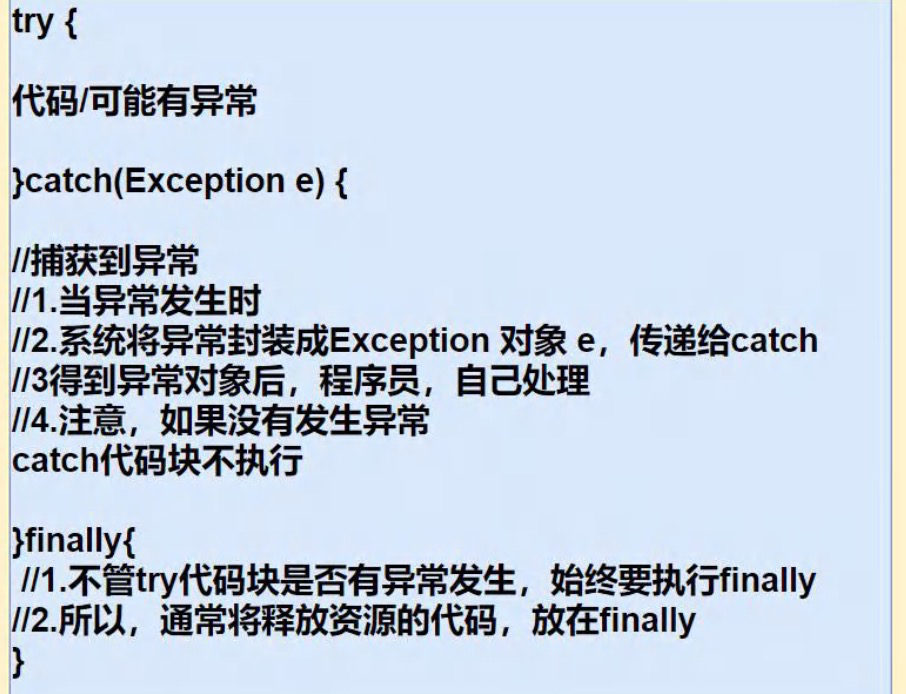 try {
代码/可能有异常
}catch(Exception e) {
//捕获到异常
//1.当异常发生时
//2.系统将异常封装成Exception 对象 e，传递给catch
//3得到异常对象后，程序员，自己处理
//4.注意，如果没有发生异常
catch代码块不执行
}finally{
//1.不管try代码块是否有异常发生，始终要执行finally
//2.所以，通常将释放资源的代码，放在finally
}